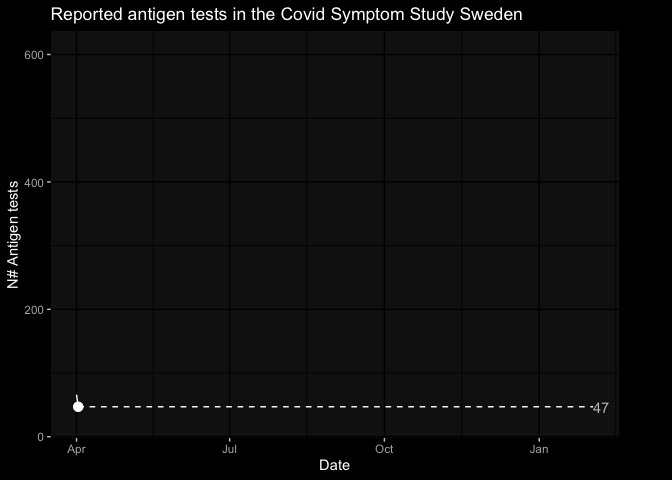 Reported antigen tests in the Covid Symptom Study Sweden
600
400
200
0
N# Antigen tests
47
Apr
Jul
Oct
Jan
Date